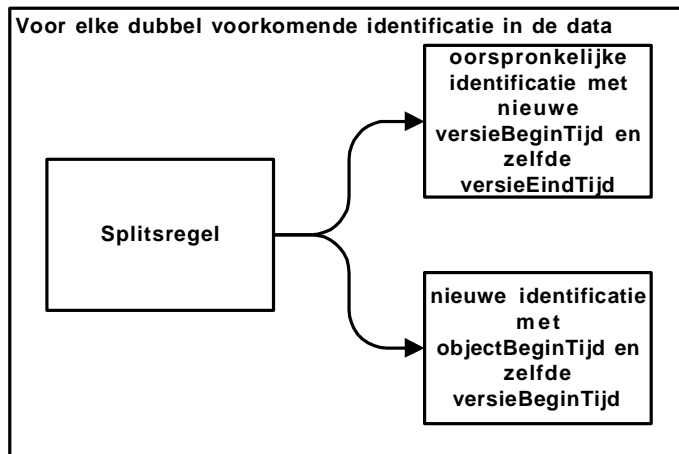 Voor elke dubbel voorkomende identificatie in de data
oorspronkelijke
identificatie met
nieuwe
versieBeginTijd en
zelfde
versieEindTijd
Splitsregel
nieuwe identificatie
met
objectBeginTijd en
zelfde
versieBeginTijd